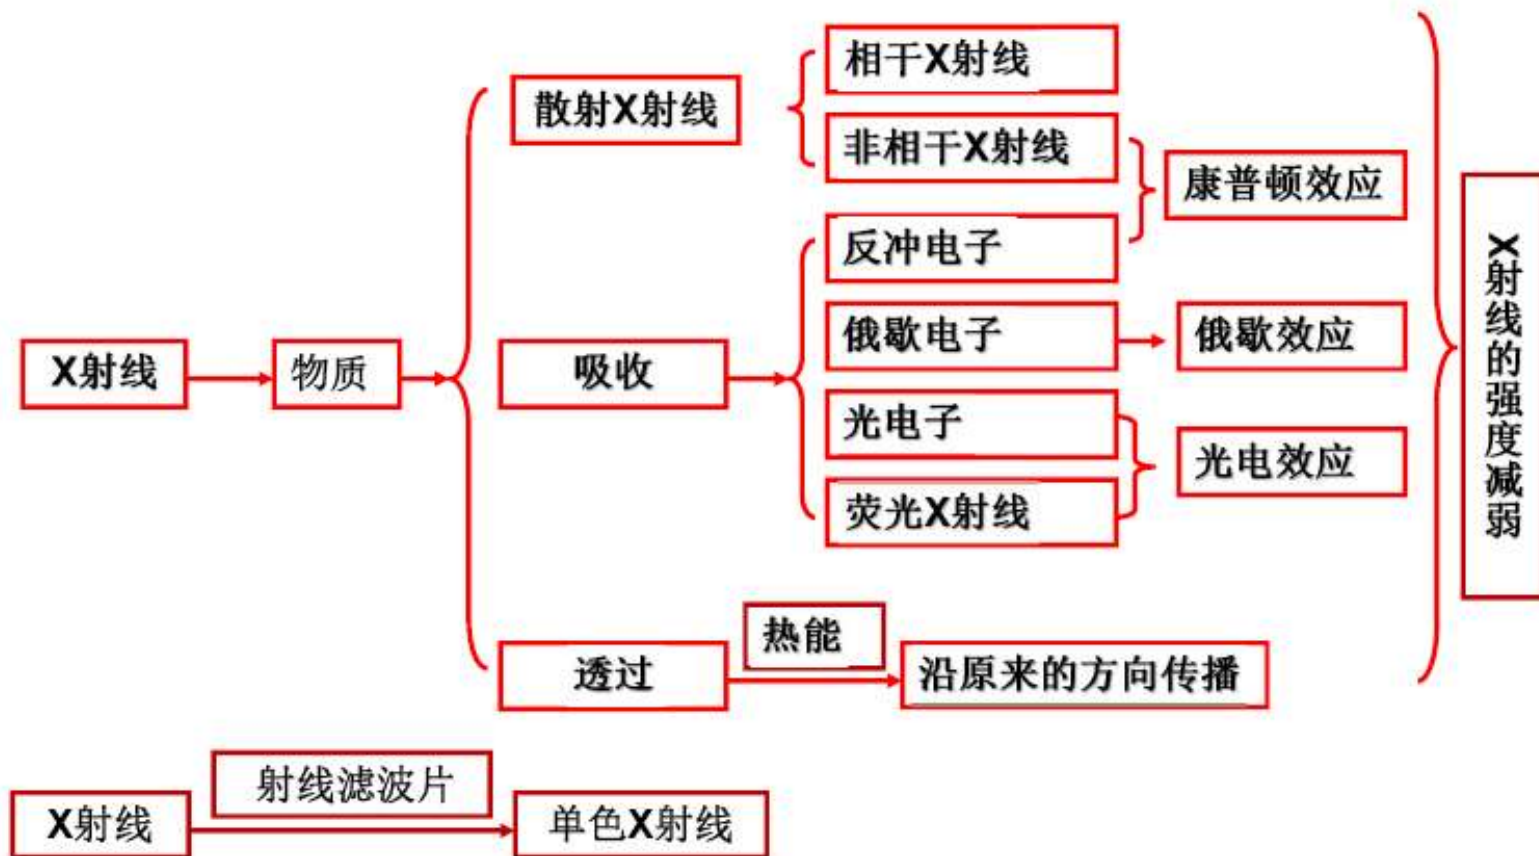 X射线
物质
散射X射线
相干X射线
非相干X射线
康普顿效应
吸收
反冲电子
俄歇电子
俄歇效应
光电子
荧光X射线
光电效应
透过
热能
沿原来的方向传播
X射线的强度减弱
X射线
射线滤波片
单色X射线